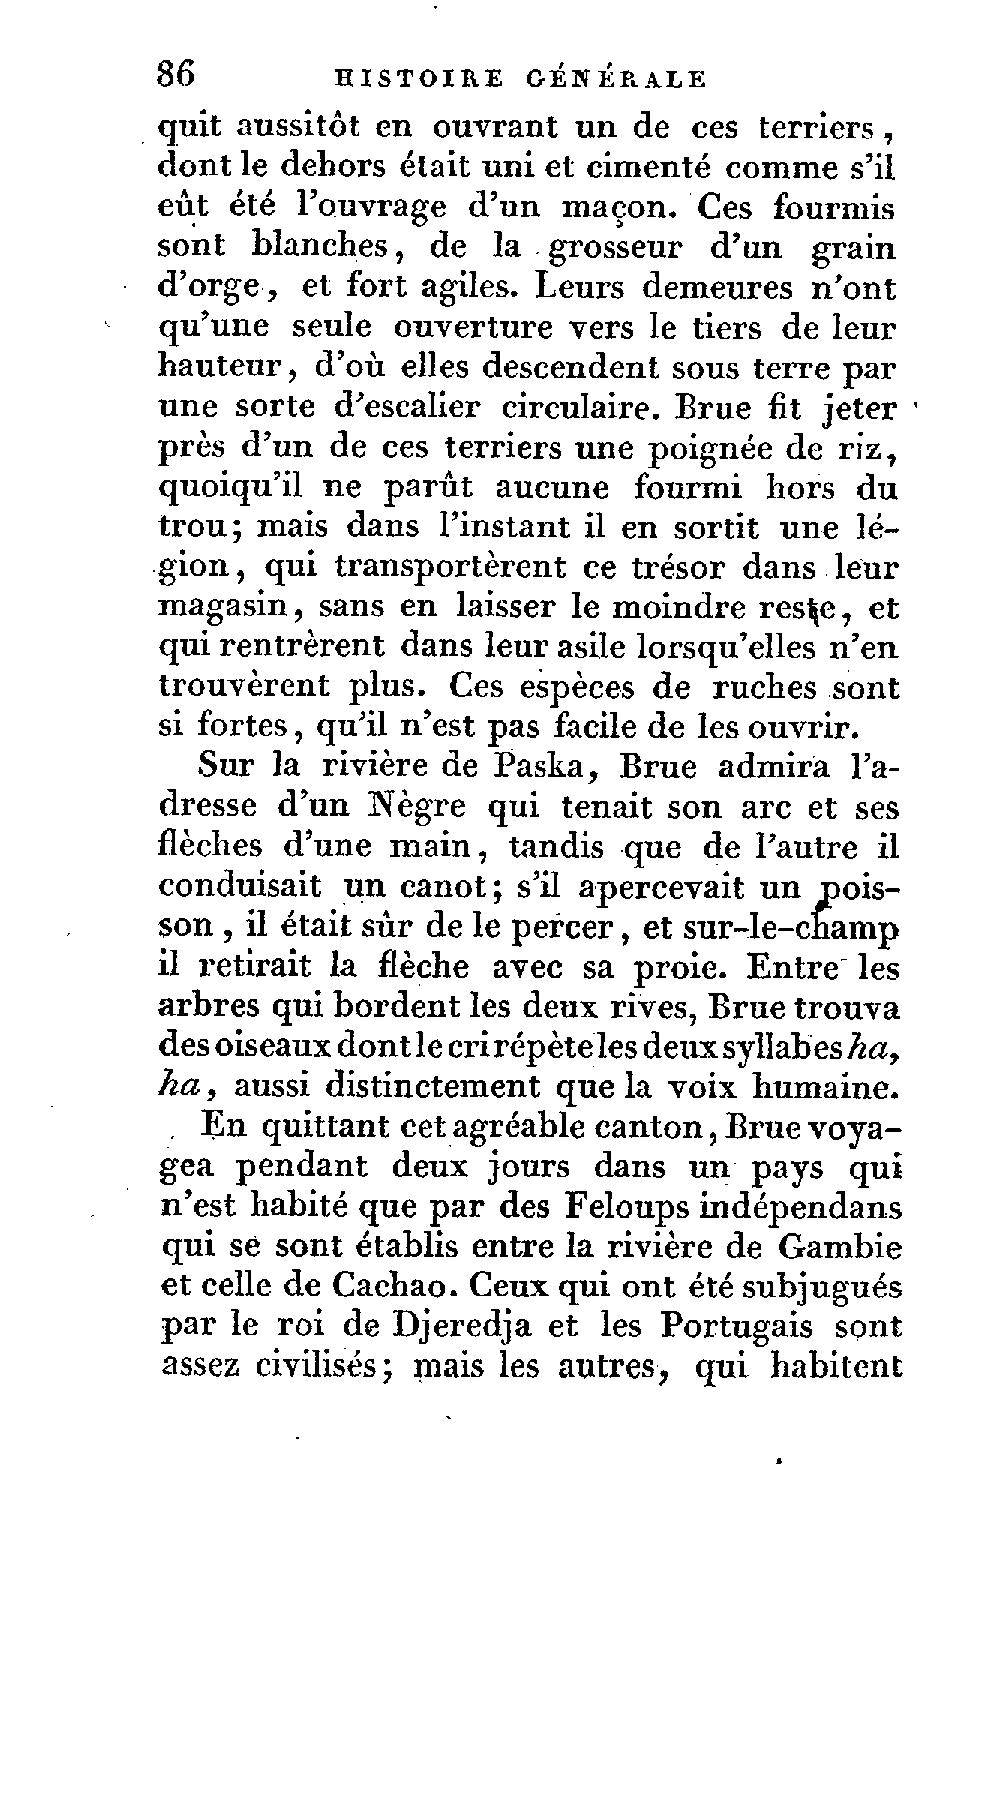 86 HISTOIRE GÉNÉRALE
quit aussitôt en ouvrant un de ces terriers,
dont le dehors était uni et cimenté comme s'il
eût été l'ouvrage d'un maçon. Ces fourmis
sont blanches, de la grosseur d'un grain
d'orge, et fort agiles. Leurs demeures n'ont
qu'une seule ouverture vers le tiers de leur
hauteur, d'où elles descendent sous terre par
une sorte d'escalier circulaire. Brue fit jeter
près d'un de ces terriers une poignée de riz,
quoiqu'il ne parût aucune fourmi hors du
trou; mais dans l'instant il en sortit une lé-
gion, qui transportèrent ce trésor dans leur
magasin, sans en laisser le moindre reste, et
qui rentrèrent dans leur asile lorsqu'elles n'en
trouvèrent plus. Ces espèces de ruches sont
si fortes, qu'il n'est pas facile de les ouvrir.
Sur la rivière de Paska, Brue admira l'a-
dresse d'un Nègre qui tenait son arc et ses
flèches d'une main, tandis que de l'autre il
conduisait un canot; s'il apercevait un pois-
son, il était sûr de le percer, et sur-le-champ
il retirait la flèche avec sa proie. Entre les
arbres qui bordent les deux rives, Brue trouva
des oiseaux dont le cri répète les deux syllabes ha,
ha, aussi distinctement que la voix humaine.
En quittant cet agréable canton, Brue voya-
gea pendant deux jours dans un pays qui
n'est habité que par des Feloups indépendans
qui se sont établis entre la rivière de Gambie
et celle de Cachao. Ceux qui ont été subjugués
par le roi de Djeredja et les Portugais sont
assez civilisés; mais les autres, qui habitent